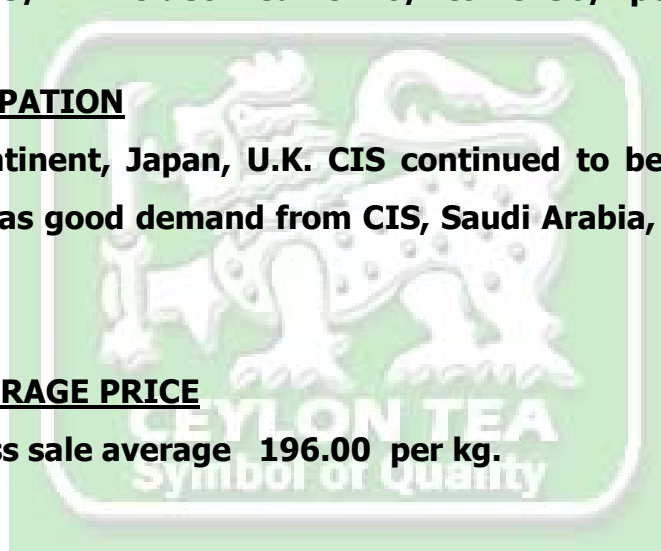 PATION
ntinent, Japan, U.K. CIS continued to be
as good demand from CIS, Saudi Arabia,
RAGE PRICE
ss sale average 196.00 per kg.
CEYLON TEA
Symbol of Quality